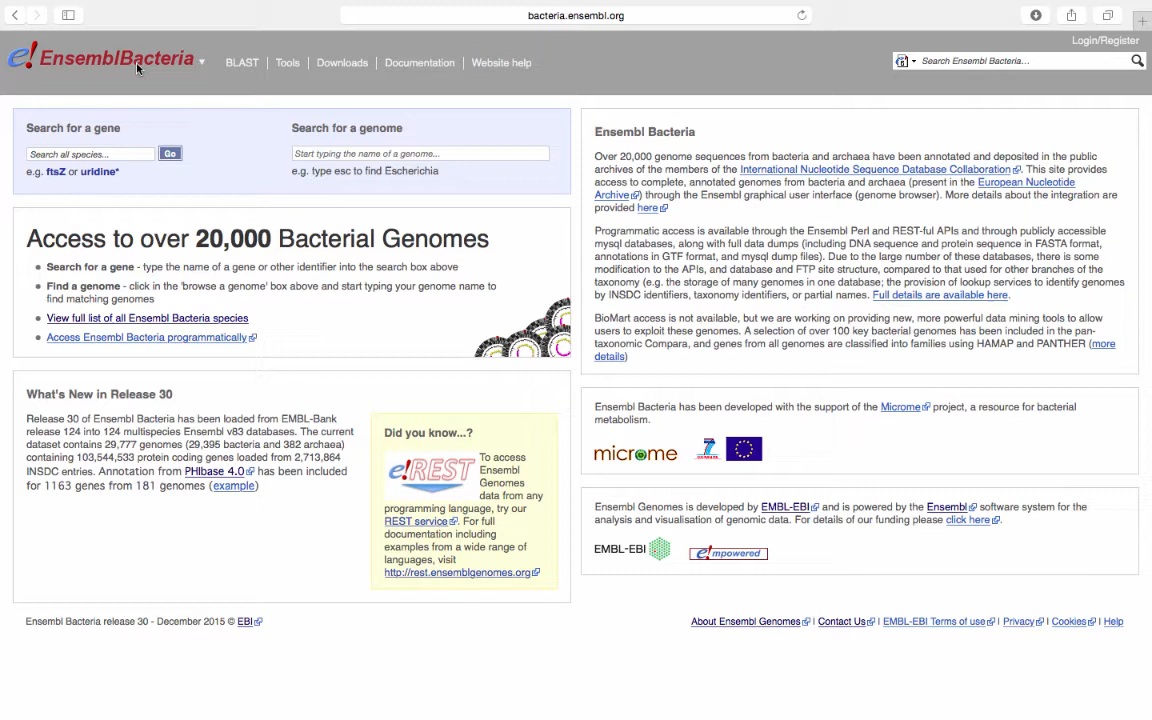 bacteria.ensembl.org
Login/Register
e! EnsemblBacteria
BLAST
Tools
Downloads
Documentation
Website help
Search Ensembl Bacteria…
Search for a gene
Search all species...
Go
e.g. ftsZ or uridine*
Search for a genome
Start typing the name of a genome...
e.g. type esc to find Escherichia
Access to over 20,000 Bacterial Genomes
Search for a gene - type the name of a gene or other identifier into the search box above
Find a genome - click in the 'browse a genome' box above and start typing your genome name to
find matching genomes
View full list of all Ensembl Bacteria species
Access Ensembl Bacteria programmatically
What's New in Release 30
Release 30 of Ensembl Bacteria has been loaded from EMBL-Bank
release 124 into 124 multispecies Ensembl v83 databases. The current
dataset contains 29,777 genomes (29,395 bacteria and 382 archaea)
containing 103,544,533 protein coding genes loaded from 2,713,864
INSDC entries. Annotation from PHIbase 4.0 has been included
for 1163 genes from 181 genomes (example)
Did you know...?
e!REST
To access
Ensembl
Genomes
data from any
programming language, try our
REST service. For full
documentation including
examples from a wide range of
languages, visit
http://rest.ensemblgenomes.org
Ensembl Bacteria
Over 20,000 genome sequences from bacteria and archaea have been annotated and deposited in the public
archives of the members of the International Nucleotide Sequence Database Collaboration. This site provides
access to complete, annotated genomes from bacteria and archaea (present in the European Nucleotide
Archive) through the Ensembl graphical user interface (genome browser). More details about the integration are
provided here
Programmatic access is available through the Ensembl Perl and REST-ful APIs and through publicly accessible
mysql databases, along with full data dumps (including DNA sequence and protein sequence in FASTA format,
annotations in GTF format, and mysql dump files). Due to the large number of these databases, there is some
modification to the APIs, and database and FTP site structure, compared to that used for other branches of the
taxonomy (e.g. the storage of many genomes in one database; the provision of lookup services to identify genomes
by INSDC identifiers, taxonomy identifiers, or partial names. Full details are available here.
BioMart access is not available, but we are working on providing new, more powerful data mining tools to allow
users to exploit these genomes. A selection of over 100 key bacterial genomes has been included in the pan-
taxonomic Compara, and genes from all genomes are classified into families using HAMAP and PANTHER (more
details)
Ensembl Bacteria has been developed with the support of the Microme project, a resource for bacterial
metabolism.
microme
Ensembl Genomes is developed by EMBL-EBI and is powered by the Ensembl software system for the
analysis and visualisation of genomic data. For details of our funding please click here.
EMBL-EBI
e!mpowered
Ensembl Bacteria release 30 - December 2015 © EBI
About Ensembl Genomes | Contact Us | EMBL-EBI Terms of use | Privacy | Cookies | Help